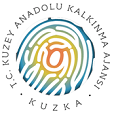 T.C. KUZEY ANADOLU KALKINMA AJANSI
• KUZKA •